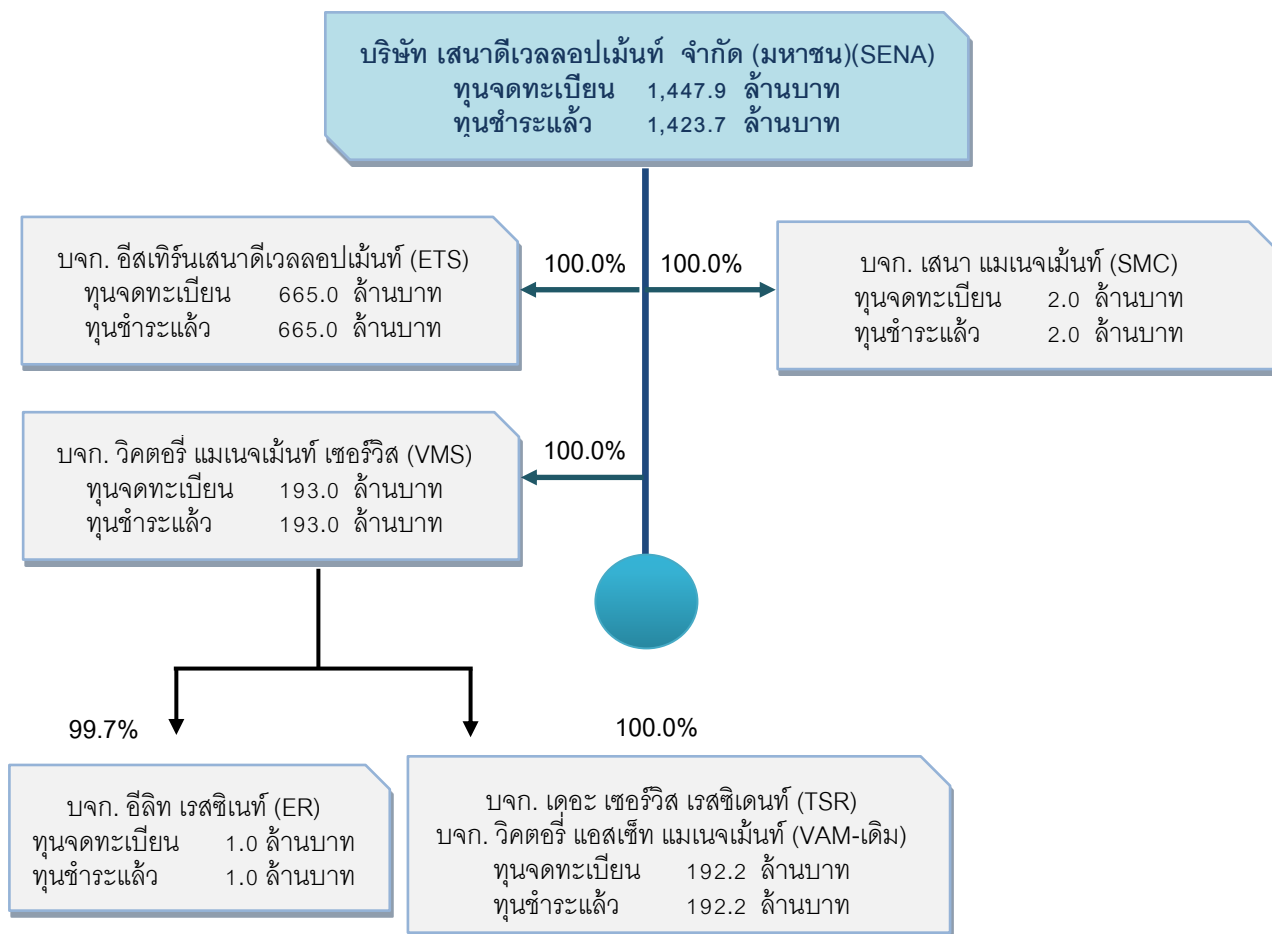 บริษัท เสนาดีเวลลอปเม้นท์ จำกัด (มหาชน)(SENA)
ทุนจดทะเบียน 1,447.9 ล้านบาท
ทุนชำระแล้ว 1,423.7 ล้านบาท
บจก. อีสเทิร์นเสนาดีเวลลอปเม้นท์ (ETS)
ทุนจดทะเบียน 665.0 ล้านบาท
ทุนชำระแล้ว 665.0 ล้านบาท
100.0%
100.0%
บจก. เสนา แมเนจเม้นท์ (SMC)
ทุนจดทะเบียน 2.0 ล้านบาท
ทุนชำระแล้ว 2.0 ล้านบาท
บจก. วิคตอรี่ แมเนจเม้นท์ เซอร์วิส (VMS)
ทุนจดทะเบียน 193.0 ล้านบาท
ทุนชำระแล้ว 193.0 ล้านบาท
100.0%
99.7%
100.0%
บจก. อีลิท เรสซิเนท์ (ER)
ทุนจดทะเบียน 1.0 ล้านบาท
ทุนชำระแล้ว 1.0 ล้านบาท
บจก. เดอะ เซอร์วิส เรสซิเดนท์ (TSR)
บจก. วิคตอรี่ แอสเซ็ท แมเนจเม้นท์ (VAM-เดิม)
ทุนจดทะเบียน 192.2 ล้านบาท
ทุนชำระแล้ว 192.2 ล้านบาท